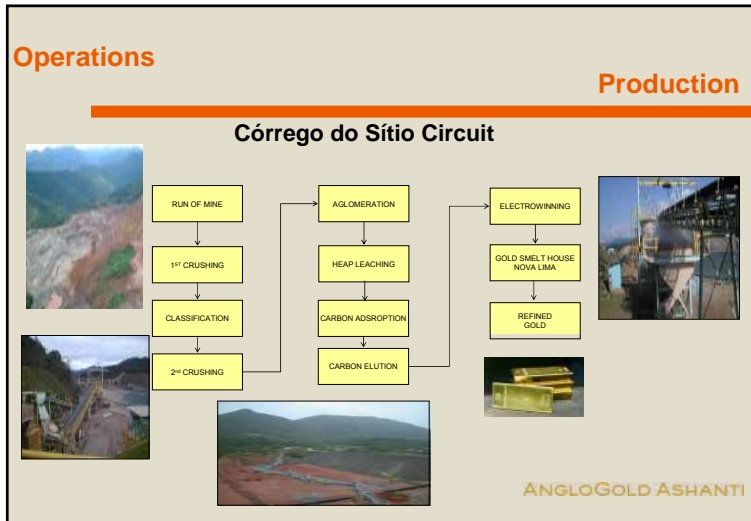 Operations
Production
Córrego do Sítio Circuit
RUN OF MINE
1ST CRUSHING
CLASSIFICATION
2nd CRUSHING
AGLOMERATION
HEAP LEACHING
CARBON ADSROPTION
CARBON ELUTION
ELECTROWINNING
GOLD SMELT HOUSE
NOVA LIMA
REFINED
GOLD
ANGLOGOLD ASHANTI